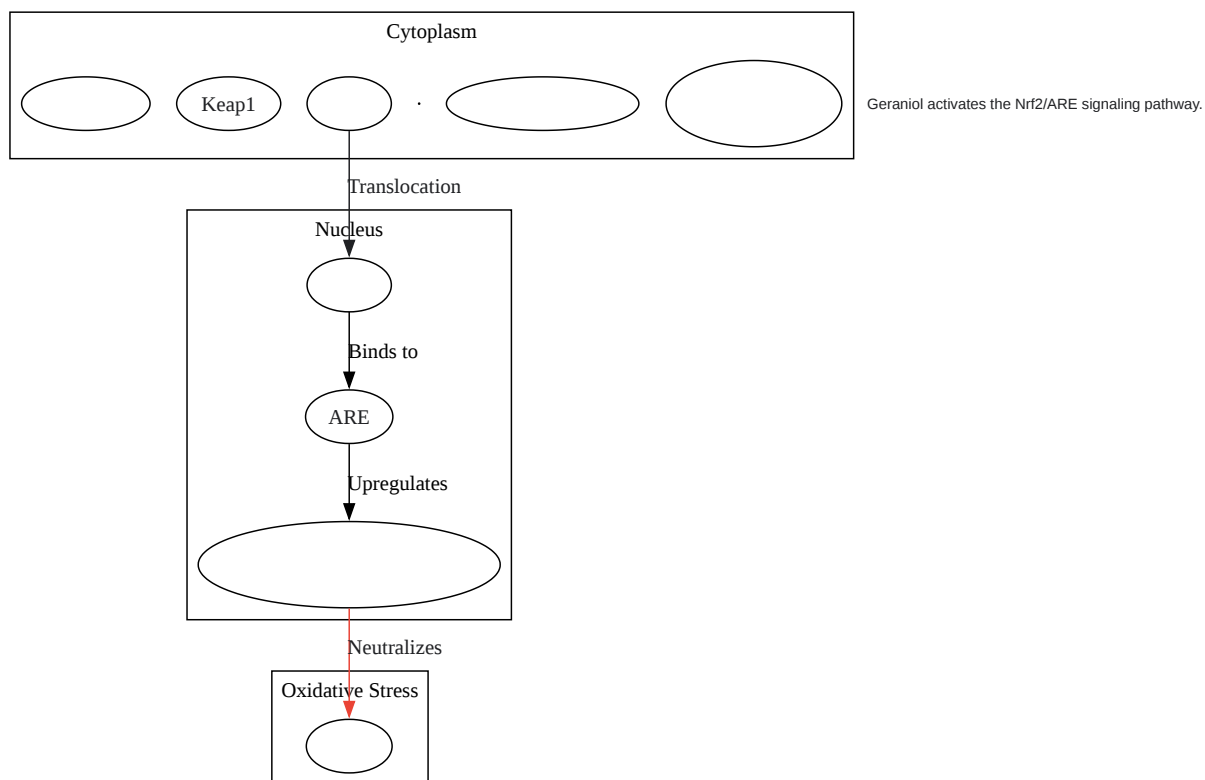 Cytoplasm
Keap1
Geraniol activates the Nrf2/ARE signaling pathway.
Translocation
Nucleus
Binds to
ARE
Upregulates
Neutralizes
Oxidative Stress